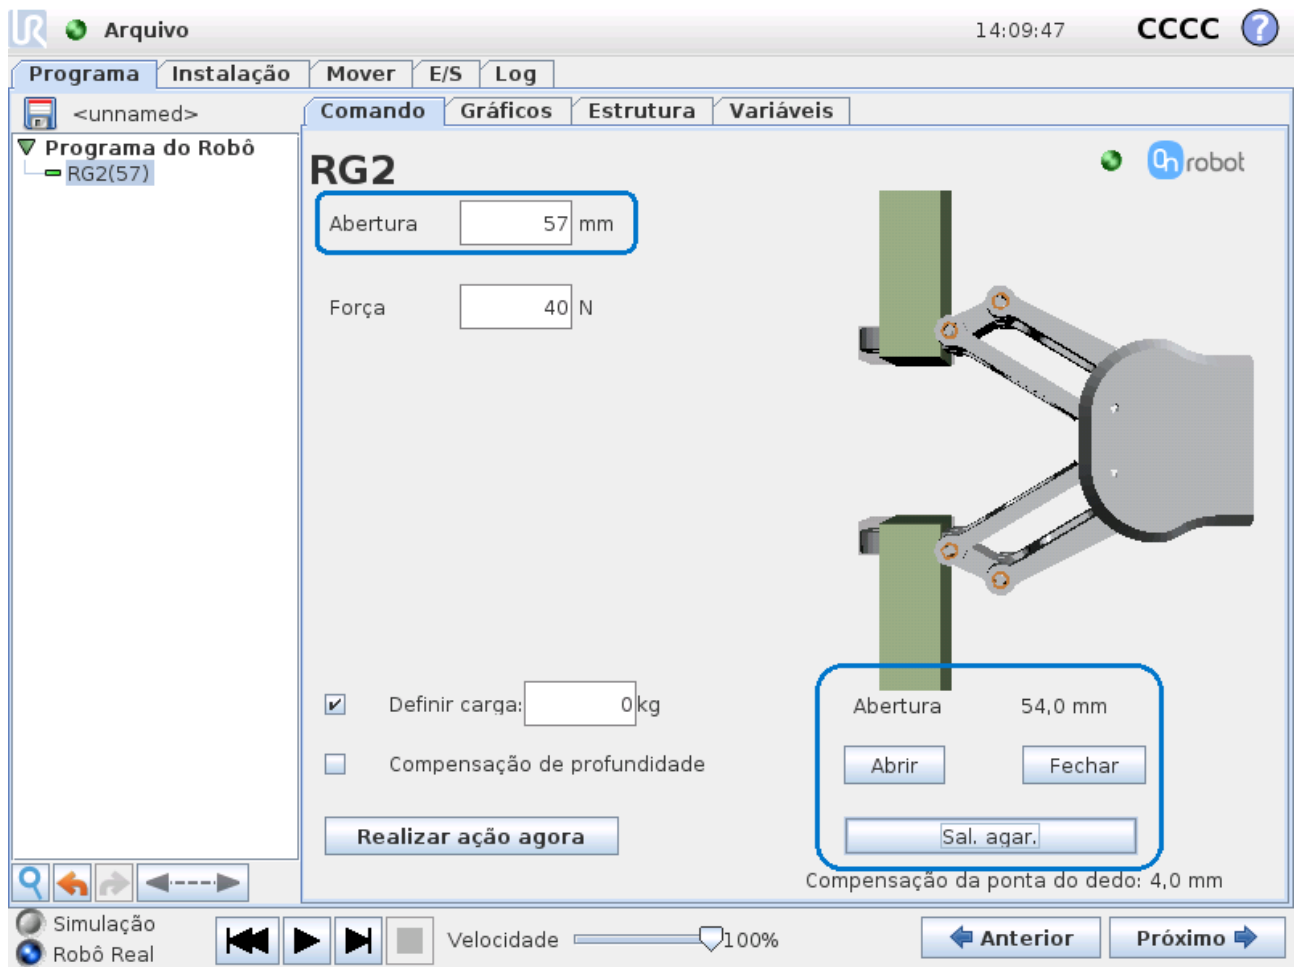 UR Arquivo 14:09:47 CCCC ?
Programa Instalação Mover E/S Log
<unnamed> Comando Gráficos Estrutura Variáveis
Programa do Robô
RG2(57)
RG2 On robot
Abertura 57 mm
Força 40 N
Definir carga: 0 kg
Compensação de profundidade
Realizar ação agora
Abertura 54,0 mm
Abrir Fechar
Sal. agar.
Compensação da ponta do dedo: 4,0 mm
Simulação
Robô Real
Velocidade 100%
Anterior Próximo